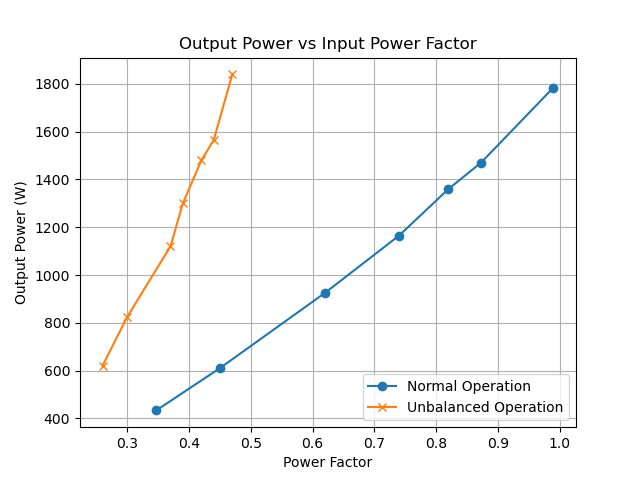 Output Power vs Input Power Factor
Output Power (W)
1800
1600
1400
1200
1000
800
600
400
0.3 0.4 0.5 0.6 0.7 0.8 0.9 1.0
Power Factor
Normal Operation
Unbalanced Operation